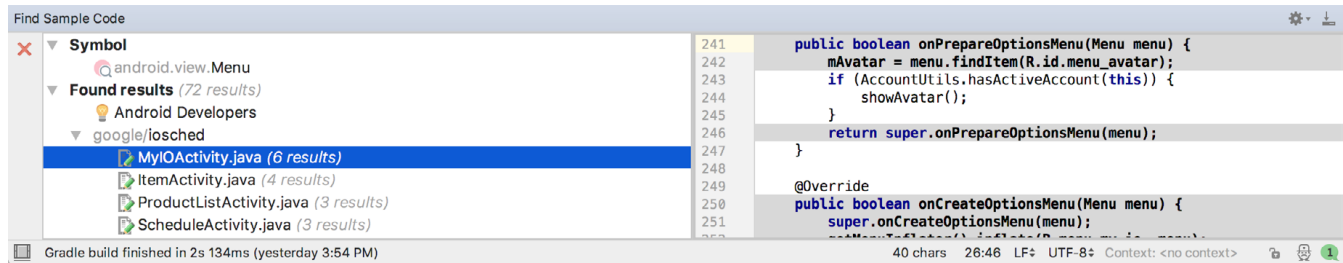 Find Sample Code
Symbol
android.view.Menu
Found results (72 results)
Android Developers
google/iosched
MyIOActivity.java (6 results)
ItemActivity.java (4 results)
ProductListActivity.java (3 results)
ScheduleActivity.java (3 results)
241 public boolean onPrepareOptionsMenu(Menu menu) {
242 mAvatar = menu.findItem(R.id.menu_avatar);
243 if (AccountUtils.hasActiveAccount(this)) {
244 showAvatar();
245 }
246 return super.onPrepareOptionsMenu(menu);
247 }
248
249 @Override
250 public boolean onCreateOptionsMenu(Menu menu) {
251 super.onCreateOptionsMenu(menu);
Gradle build finished in 2s 134ms (yesterday 3:54 PM)
40 chars 26:46 LF UTF-8 Context: <no context> 1